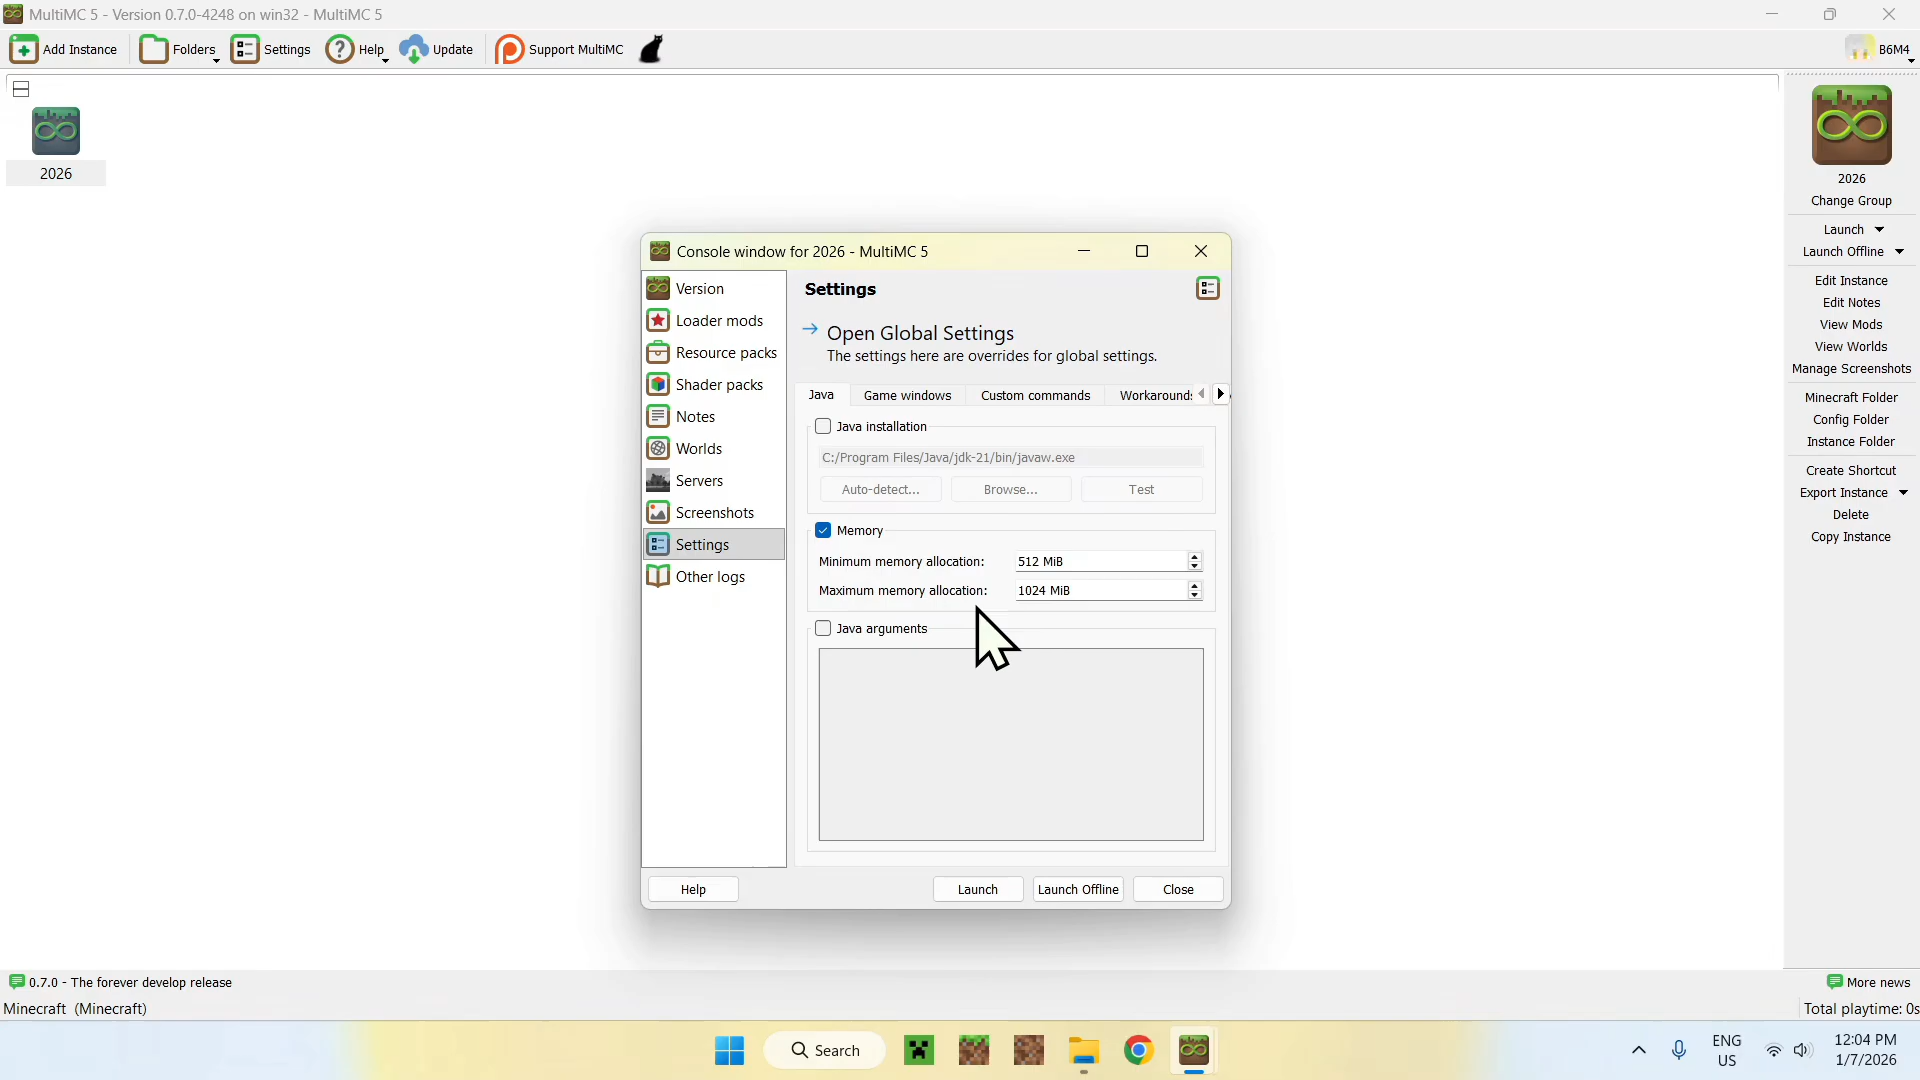 MultiMC 5 - Version 0.7.0-4248 on win32 - MultiMC 5
Add Instance
Folders
Settings
Help
Update
Support MultiMC
B6M4
2026
2026
Change Group
Launch
Launch Offline
Edit Instance
Edit Notes
View Mods
View Worlds
Manage Screenshots
Minecraft Folder
Config Folder
Instance Folder
Create Shortcut
Export Instance
Delete
Copy Instance
Console window for 2026 - MultiMC 5
Version
Loader mods
Resource packs
Shader packs
Notes
Worlds
Servers
Screenshots
Settings
Other logs
Settings
Open Global Settings
The settings here are overrides for global settings.
Java
Game windows
Custom commands
Workarounds
Java installation
C:/Program Files/Java/jdk-21/bin/javaw.exe
Auto-detect...
Browse...
Test
Memory
Minimum memory allocation:
512 MiB
Maximum memory allocation:
1024 MiB
Java arguments
Help
Launch
Launch Offline
Close
0.7.0 - The forever develop release
More news
Minecraft (Minecraft)
Total playtime: 0s
Search
ENG
US
12:04 PM
1/7/2026